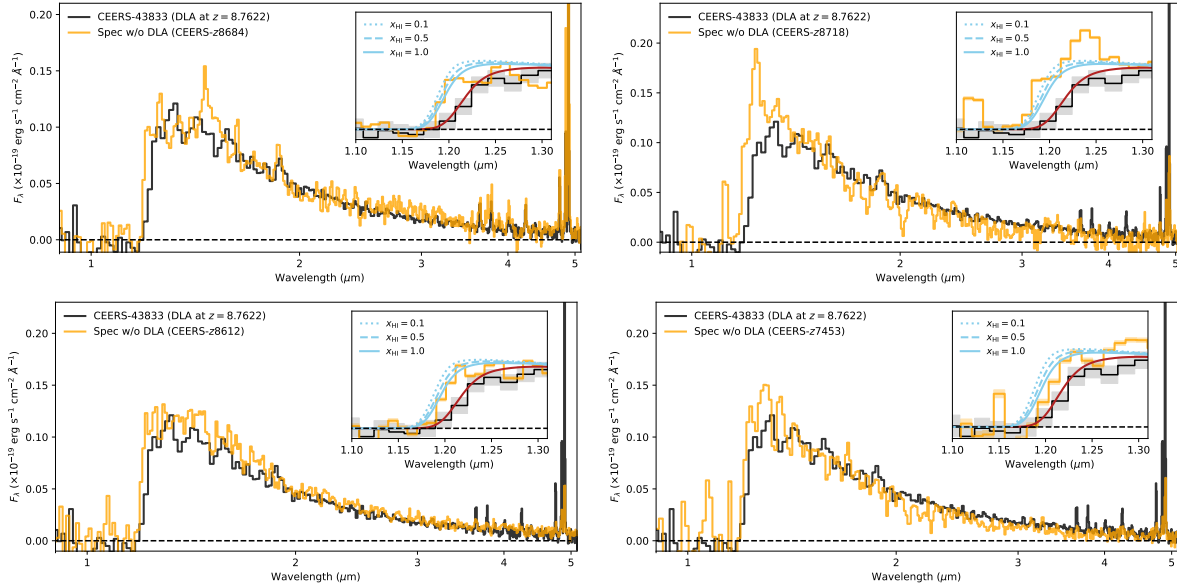 CEERS-43833 (DLA at z = 8.7622)
Spec w/o DLA (CEERS-z8684)
x_HI = 0.1
x_HI = 0.5
x_HI = 1.0
0.20
0.15
0.10
0.05
0.00
F_λ (×10⁻¹⁹ erg s⁻¹ cm⁻² Å⁻¹)
1.10 1.15 1.20 1.25 1.30
Wavelength (μm)
1 2 3 4 5
Wavelength (μm)
CEERS-43833 (DLA at z = 8.7622)
Spec w/o DLA (CEERS-z8718)
x_HI = 0.1
x_HI = 0.5
x_HI = 1.0
0.20
0.15
0.10
0.05
0.00
F_λ (×10⁻¹⁹ erg s⁻¹ cm⁻² Å⁻¹)
1.10 1.15 1.20 1.25 1.30
Wavelength (μm)
1 2 3 4 5
Wavelength (μm)
CEERS-43833 (DLA at z = 8.7622)
Spec w/o DLA (CEERS-z8612)
x_HI = 0.1
x_HI = 0.5
x_HI = 1.0
0.20
0.15
0.10
0.05
0.00
F_λ (×10⁻¹⁹ erg s⁻¹ cm⁻² Å⁻¹)
1.10 1.15 1.20 1.25 1.30
Wavelength (μm)
1 2 3 4 5
Wavelength (μm)
CEERS-43833 (DLA at z = 8.7622)
Spec w/o DLA (CEERS-z7453)
x_HI = 0.1
x_HI = 0.5
x_HI = 1.0
0.20
0.15
0.10
0.05
0.00
F_λ (×10⁻¹⁹ erg s⁻¹ cm⁻² Å⁻¹)
1.10 1.15 1.20 1.25 1.30
Wavelength (μm)
1 2 3 4 5
Wavelength (μm)